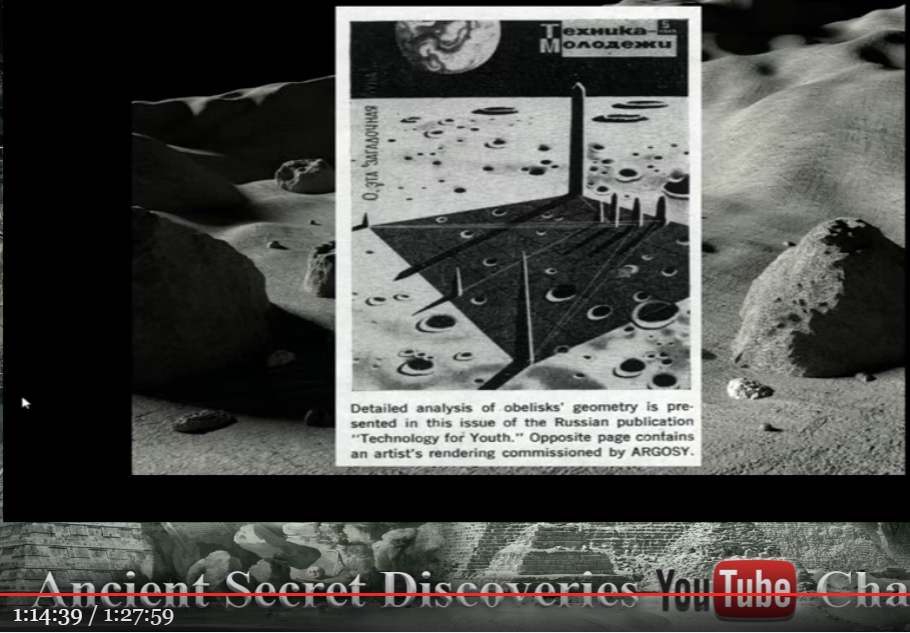 Техника-
5
Молодежи
О, ЭТА ЗАГАДОЧНАЯ
Detailed analysis of obelisks' geometry is pre-
sented in this issue of the Russian publication
"Technology for Youth." Opposite page contains
an artist's rendering commissioned by ARGOSY.
Ancient Secret Discoveries YouTube Cha
1:14:39 / 1:27:59